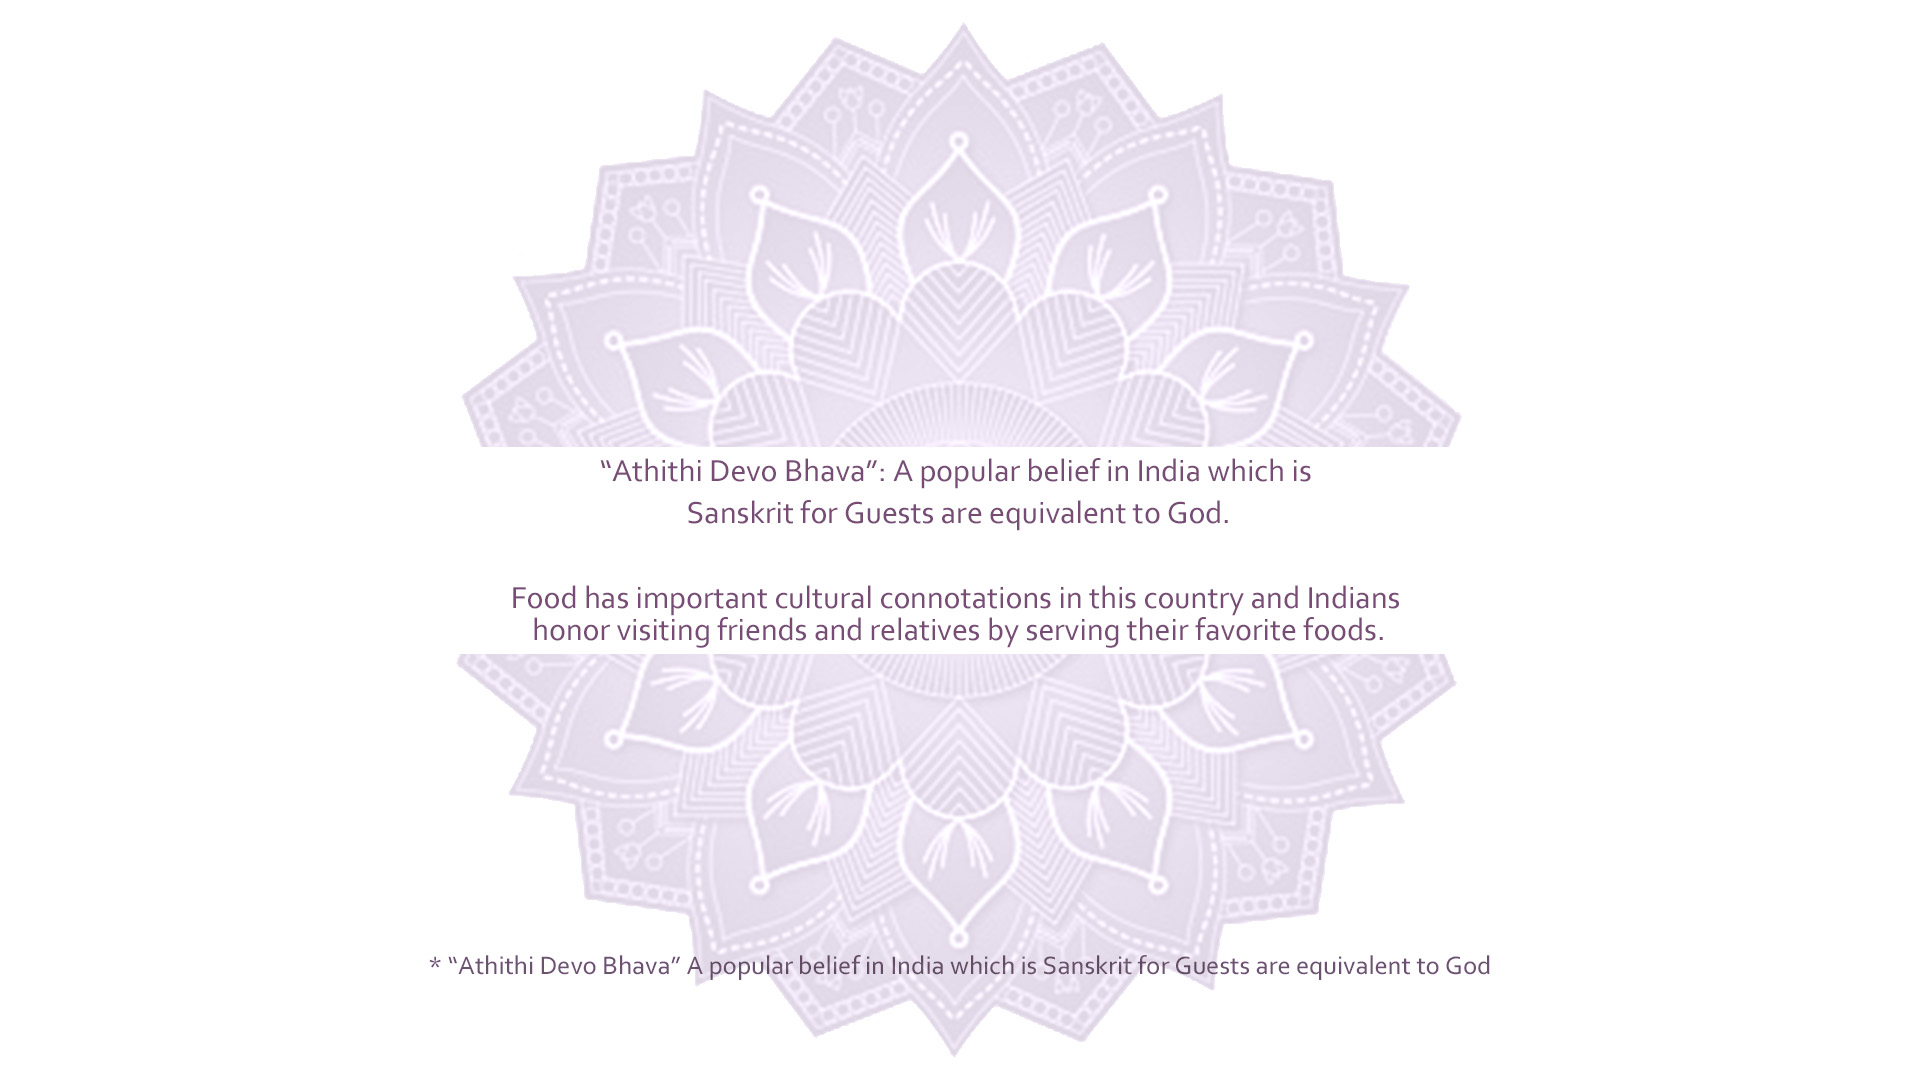 “Athithi Devo Bhava”: A popular belief in India which is
Sanskrit for Guests are equivalent to God.
Food has important cultural connotations in this country and Indians
honor visiting friends and relatives by serving their favorite foods.
* “Athithi Devo Bhava” A popular belief in India which is Sanskrit for Guests are equivalent to God